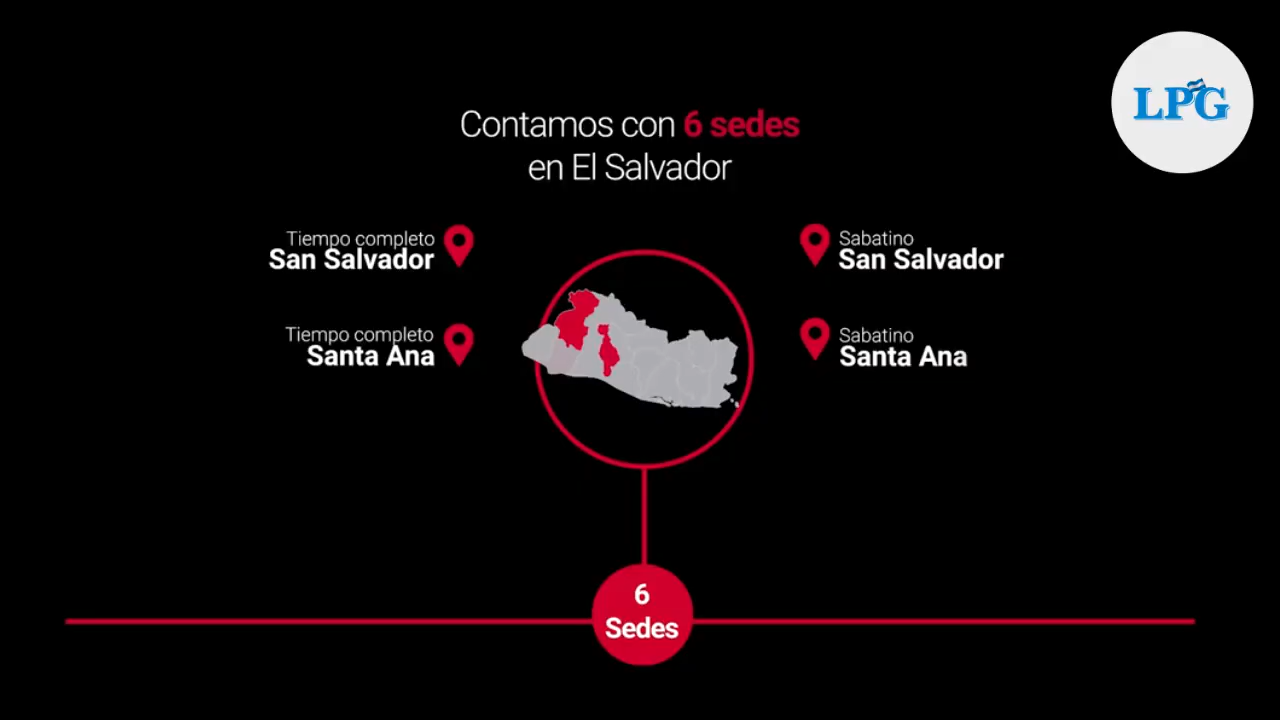 LPG
Contamos con 6 sedes
en El Salvador
Tiempo completo
San Salvador
Sabatino
San Salvador
Tiempo completo
Santa Ana
Sabatino
Santa Ana
6
Sedes